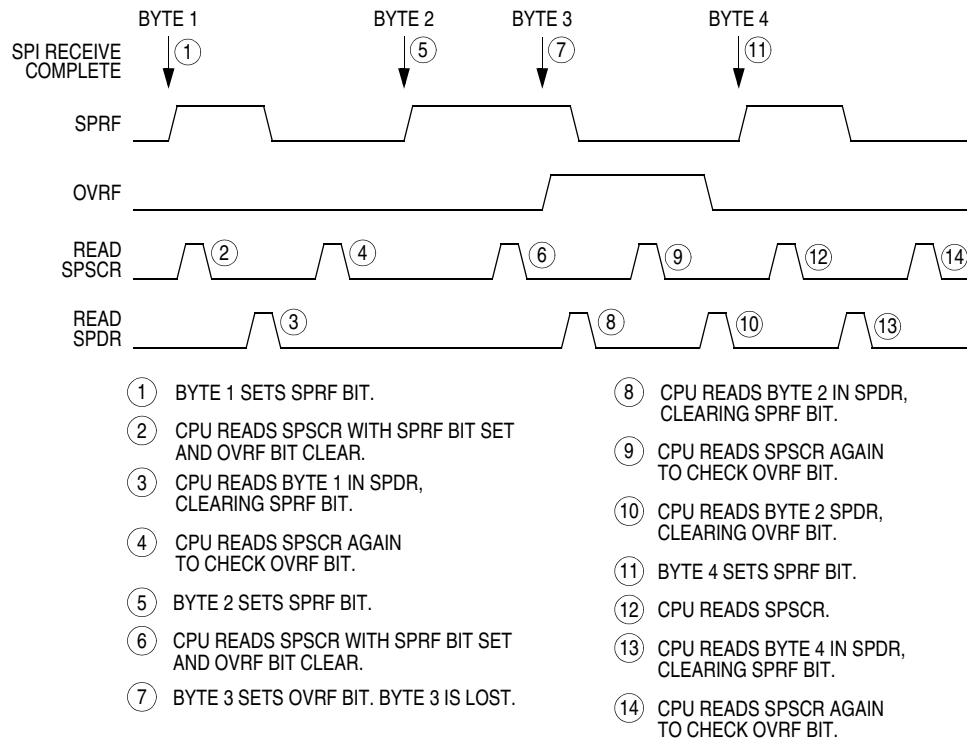 BYTE 1 BYTE 2 BYTE 3 BYTE 4
SPI RECEIVE
COMPLETE
1 5 7 11
SPRF
OVRF
READ
SPSCR
2 4 6 9 12 14
READ
SPDR
3 8 10 13
1 BYTE 1 SETS SPRF BIT.
2 CPU READS SPSCR WITH SPRF BIT SET
AND OVRF BIT CLEAR.
3 CPU READS BYTE 1 IN SPDR,
CLEARING SPRF BIT.
4 CPU READS SPSCR AGAIN
TO CHECK OVRF BIT.
5 BYTE 2 SETS SPRF BIT.
6 CPU READS SPSCR WITH SPRF BIT SET
AND OVRF BIT CLEAR.
7 BYTE 3 SETS OVRF BIT. BYTE 3 IS LOST.
8 CPU READS BYTE 2 IN SPDR,
CLEARING SPRF BIT.
9 CPU READS SPSCR AGAIN
TO CHECK OVRF BIT.
10 CPU READS BYTE 2 SPDR,
CLEARING OVRF BIT.
11 BYTE 4 SETS SPRF BIT.
12 CPU READS SPSCR.
13 CPU READS BYTE 4 IN SPDR,
CLEARING SPRF BIT.
14 CPU READS SPSCR AGAIN
TO CHECK OVRF BIT.